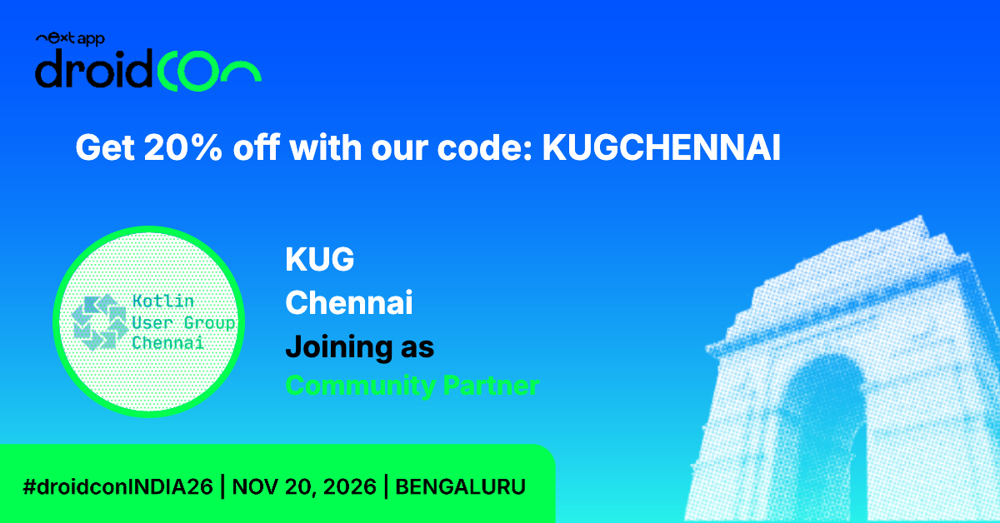 next app
droidcon
Get 20% off with our code: KUGCHENNAI
Kotlin
User Group
Chennai
KUG
Chennai
Joining as
Community Partner
#droidconINDIA26 | NOV 20, 2026 | BENGALURU